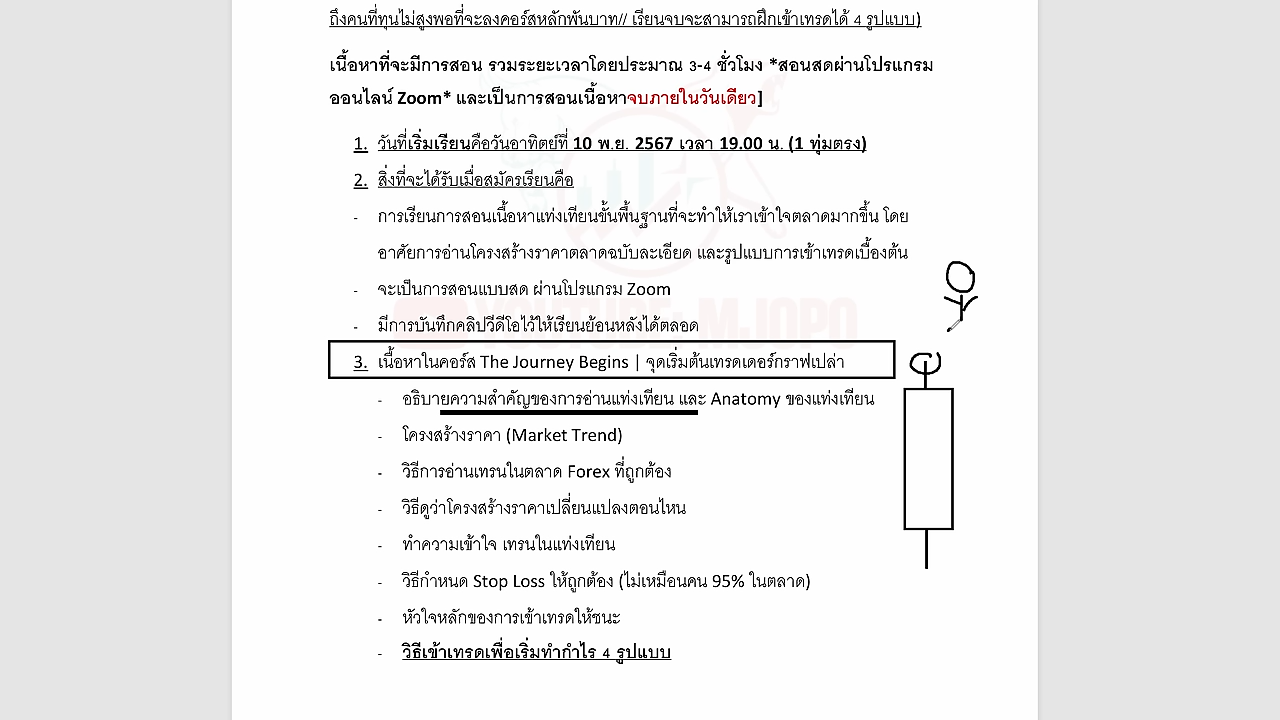 ถึงคนที่ทุนไม่สูงพอที่จะลงคอร์สหลักพันบาท// เรียนจบจะสามารถฝึกเข้าเทรดได้ 4 รูปแบบ)
เนื้อหาที่จะมีการสอน รวมระยะเวลาโดยประมาณ 3-4 ชั่วโมง *สอนสดผ่านโปรแกรม
ออนไลน์ Zoom* และเป็นการสอนเนื้อหาจบภายในวันเดียว]
1. วันที่เริ่มเรียนคือวันอาทิตย์ที่ 10 พ.ย. 2567 เวลา 19.00 น. (1 ทุ่มตรง)
2. สิ่งที่จะได้รับเมื่อสมัครเรียนคือ
- การเรียนการสอนเนื้อหาแท่งเทียนขั้นพื้นฐานที่จะทำให้เราเข้าใจตลาดมากขึ้น โดย
อาศัยการอ่านโครงสร้างราคาตลาดฉบับละเอียด และรูปแบบการเข้าเทรดเบื้องต้น
- จะเป็นการสอนแบบสด ผ่านโปรแกรม Zoom
YOUTUBE: MJOPO
- มีการบันทึกคลิปวีดีโอไว้ให้เรียนย้อนหลังได้ตลอด
3. เนื้อหาในคอร์ส The Journey Begins | จุดเริ่มต้นเทรดเดอร์กราฟเปล่า
- อธิบายความสำคัญของการอ่านแท่งเทียน และ Anatomy ของแท่งเทียน
- โครงสร้างราคา (Market Trend)
- วิธีการอ่านเทรนในตลาด Forex ที่ถูกต้อง
- วิธีดูว่าโครงสร้างราคาเปลี่ยนแปลงตอนไหน
- ทำความเข้าใจ เทรนในแท่งเทียน
- วิธีกำหนด Stop Loss ให้ถูกต้อง (ไม่เหมือนคน 95% ในตลาด)
- หัวใจหลักของการเข้าเทรดให้ชนะ
- วิธีเข้าเทรดเพื่อเริ่มทำกำไร 4 รูปแบบ